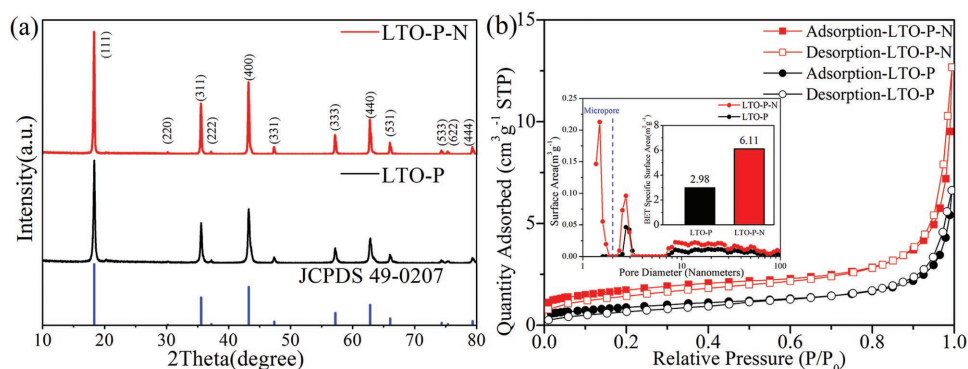 (a)
LTO-P-N
(111)
(220)
(311)
(222)
(400)
(331)
(333)
(440)
(531)
(533)
(622)
(444)
LTO-P
JCPDS 49-0207
Intensity(a.u.)
10 20 30 40 50 60 70 80
2Theta(degree)
(b)
Adsorption-LTO-P-N
Desorption-LTO-P-N
Adsorption-LTO-P
Desorption-LTO-P
Quantity Adsorbed (cm³ g⁻¹ STP)
15
10
5
0
0.0 0.2 0.4 0.6 0.8 1.0
Relative Pressure (P/P₀)
Micropore
LTO-P-N
LTO-P
Surface Area(m²g⁻¹)
0.25
0.20
0.15
0.10
0.05
0.00
1 10 100
Pore Diameter (Nanometers)
BET Specific Surface Area(m²g⁻¹)
8
6
4
2
0
2.98
6.11
LTO-P
LTO-P-N